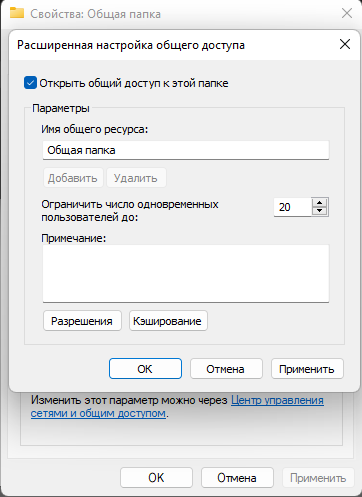 Свойства: Общая папка
Расширенная настройка общего доступа
Открыть общий доступ к этой папке
Параметры
Имя общего ресурса:
Общая папка
Добавить Удалить
Ограничить число одновременных
пользователей до:
20
Примечание:
Разрешения Кэширование
ОК Отмена Применить
Изменить этот параметр можно через Центр управления
сетями и общим доступом.
ОК Отмена Применить